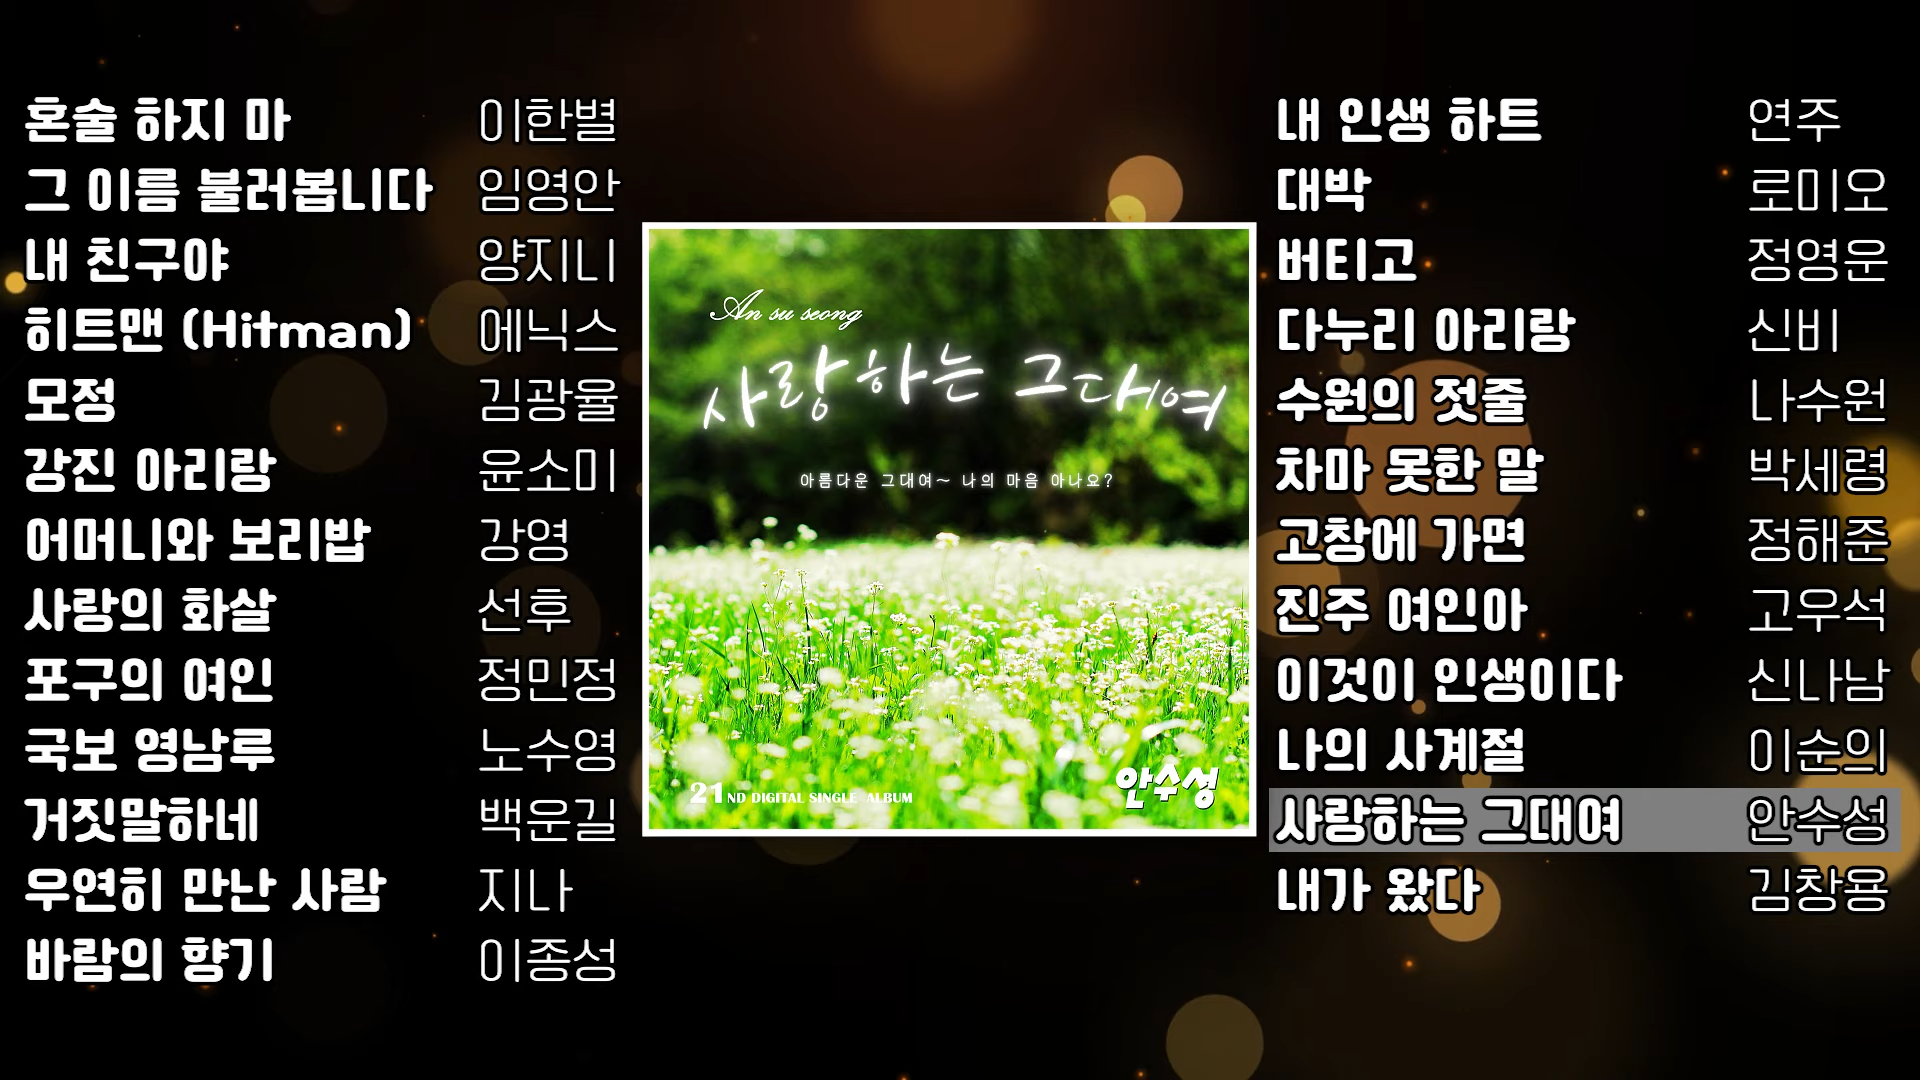 혼술 하지 마 이한별
그 이름 불러봅니다 임영안
내 친구야 양지니
히트맨 (Hitman) 에닉스
모정 김광율
강진 아리랑 윤소미
어머니와 보리밥 강영
사랑의 화살 선후
포구의 여인 정민정
국보 영남루 노수영
거짓말하네 백운길
우연히 만난 사람 지나
바람의 향기 이종성
An su seong
사랑하는 그대여
아름다운 그대여~ 나의 마음 아나요?
안수성
21ND DIGITAL SINGLE ALBUM
내 인생 하트 연주
대박 로미오
버티고 정영운
다누리 아리랑 신비
수원의 젓줄 나수원
차마 못한 말 박세령
고창에 가면 정해준
진주 여인아 고우석
이것이 인생이다 신나남
나의 사계절 이순의
사랑하는 그대여 안수성
내가 왔다 김창용